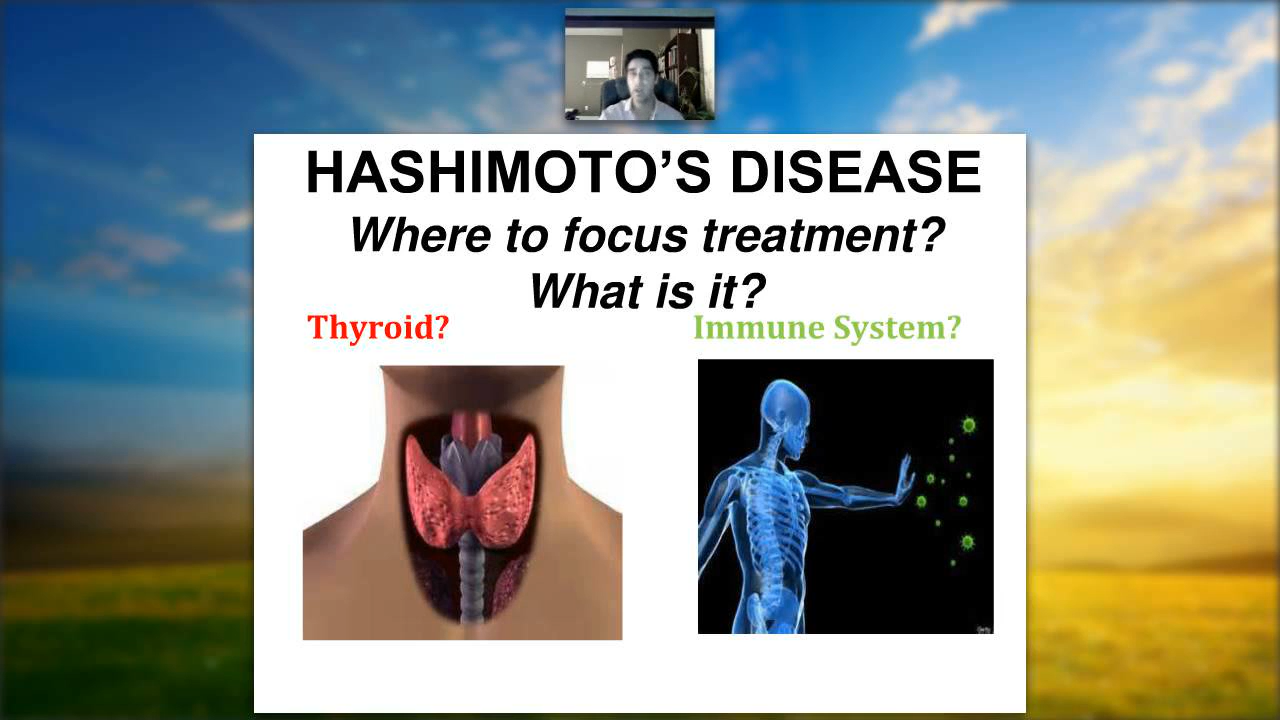 HASHIMOTO’S DISEASE
Where to focus treatment?
What is it?
Thyroid?
Immune System?